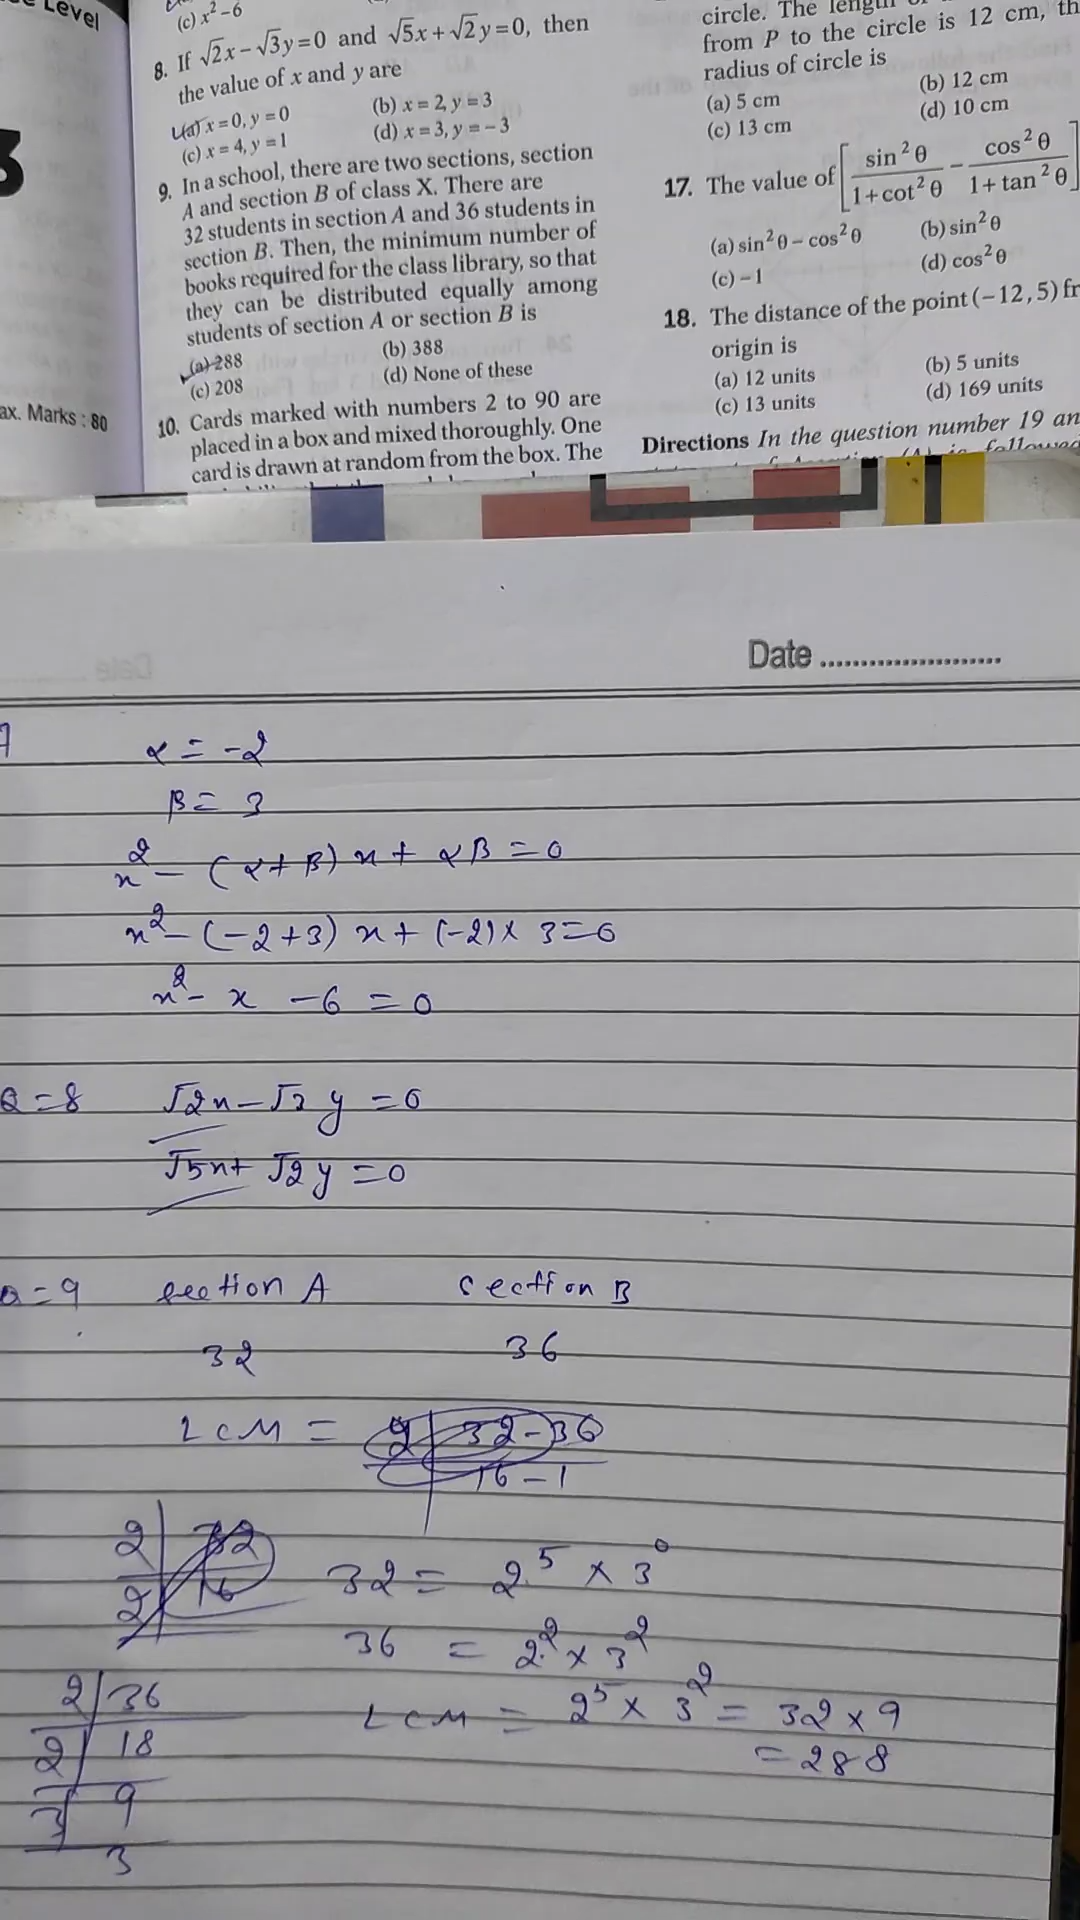 Level
(c) x²-6
8. If √2x-√3y=0 and √5x+√2y=0, then
the value of x and y are
(a) x=0, y=0
(b) x=2, y=3
(c) x=4, y=1
(d) x=3, y=-3
9. In a school, there are two sections, section
A and section B of class X. There are
32 students in section A and 36 students in
section B. Then, the minimum number of
books required for the class library, so that
they can be distributed equally among
students of section A or section B is
(a) 288
(b) 388
(c) 208
(d) None of these
10. Cards marked with numbers 2 to 90 are
placed in a box and mixed thoroughly. One
card is drawn at random from the box. The
3
Marks : 80
circle. The length
from P to the circle is 12 cm,
radius of circle is
(a) 5 cm
(b) 12 cm
(c) 13 cm
(d) 10 cm
17. The value of [sin²θ/1+cot²θ - cos²θ/1+tan²θ]
(a) sin²θ-cos²θ
(b) sin²θ
(c) -1
(d) cos²θ
18. The distance of the point (-12,5)
origin is
(a) 12 units
(b) 5 units
(c) 13 units
(d) 169 units
Directions In the question number 19
Date
α = -2
β = 3
x² - (α+β) x + αβ = 0
x² - (-2+3) x + (-2) × 3 = 0
x² - x - 6 = 0
Q=8 √2x-√3y = 0
√5x+ √2y = 0
Q=9 section A section B
32 36
LCM = 2 32-36
16-1
2 32
2 16
32 = 2⁵ × 3⁰
36 = 2² × 3²
LCM = 2⁵ × 3² = 32 × 9
= 288
2 36
2 18
3 9
3